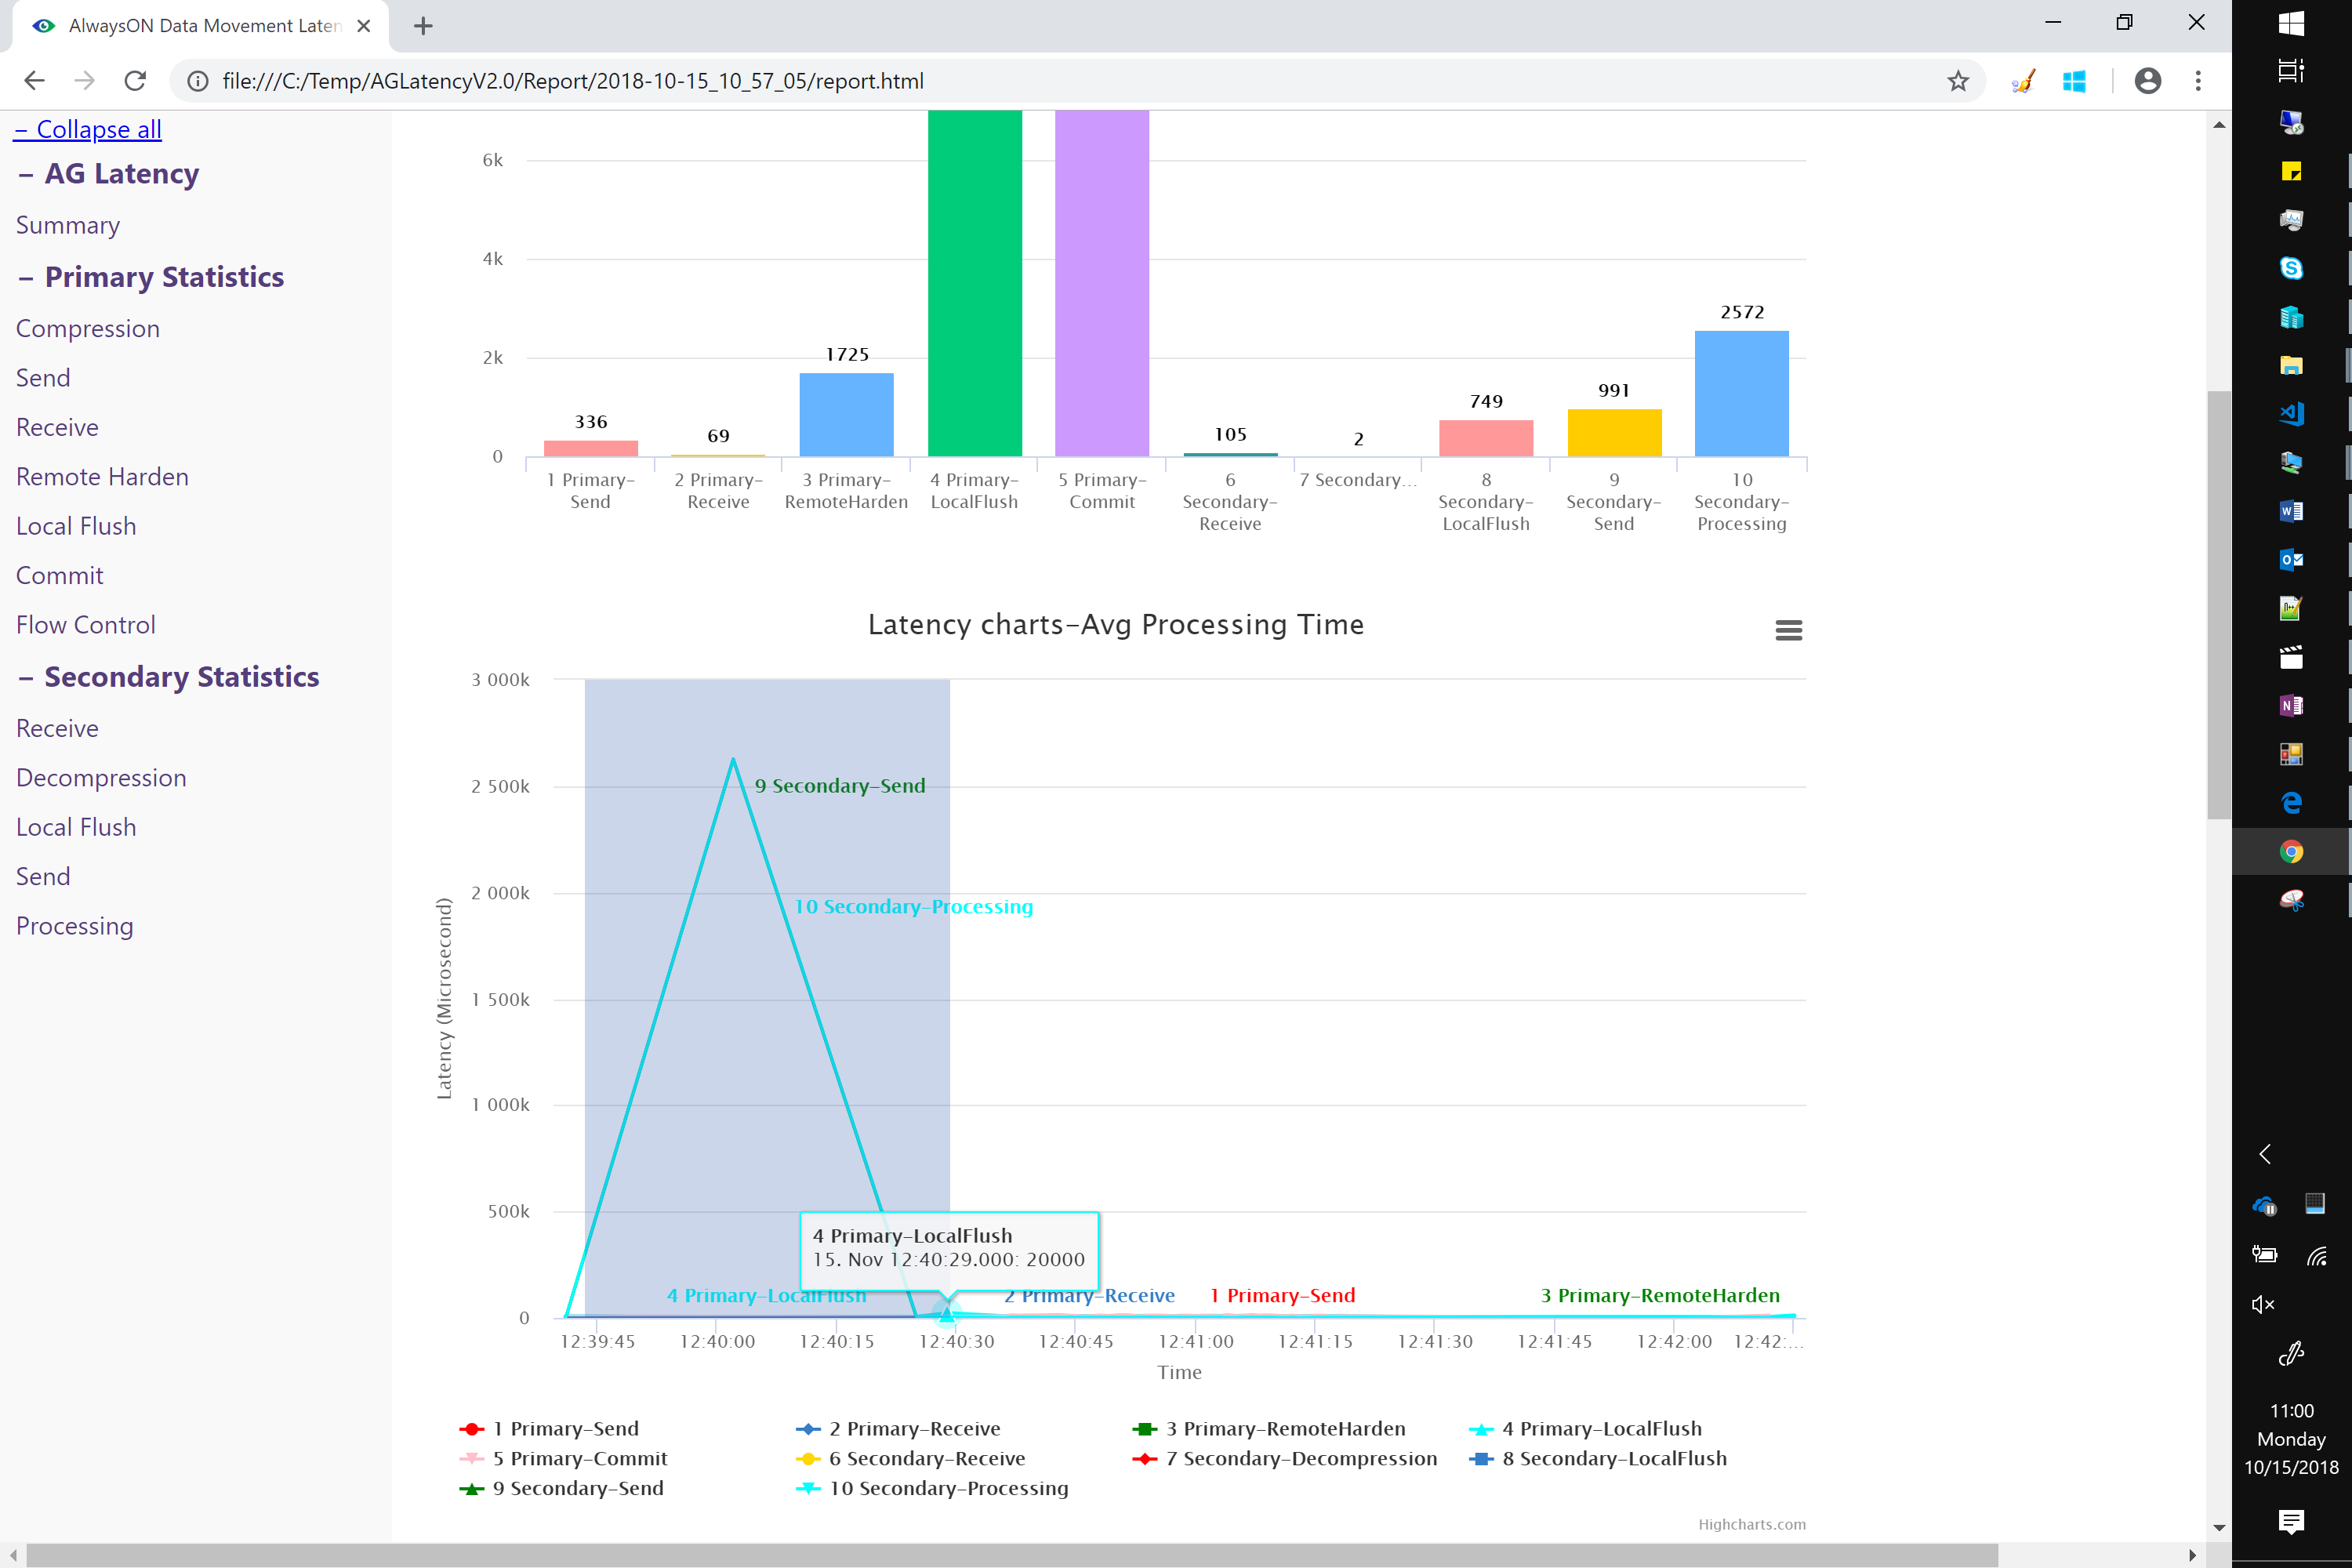 AlwaysON Data Movement Laten
file:///C:/Temp/AGLatencyV2.0/Report/2018-10-15_10_57_05/report.html
− Collapse all
− AG Latency
Summary
− Primary Statistics
Compression
Send
Receive
Remote Harden
Local Flush
Commit
Flow Control
− Secondary Statistics
Receive
Decompression
Local Flush
Send
Processing
6k
4k
2k
0
336
69
1725
105
2
749
991
2572
1 Primary-Send
2 Primary-Receive
3 Primary-RemoteHarden
4 Primary-LocalFlush
5 Primary-Commit
6 Secondary-Receive
7 Secondary...
8 Secondary-LocalFlush
9 Secondary-Send
10 Secondary-Processing
Latency charts-Avg Processing Time
3 000k
2 500k
2 000k
1 500k
1 000k
500k
0
Latency (Microsecond)
9 Secondary-Send
10 Secondary-Processing
4 Primary-LocalFlush
15. Nov 12:40:29.000: 20000
4 Primary-LocalFlush
2 Primary-Receive
1 Primary-Send
3 Primary-RemoteHarden
12:39:45
12:40:00
12:40:15
12:40:30
12:40:45
12:41:00
12:41:15
12:41:30
12:41:45
12:42:00
12:42:...
Time
1 Primary-Send
2 Primary-Receive
3 Primary-RemoteHarden
4 Primary-LocalFlush
5 Primary-Commit
6 Secondary-Receive
7 Secondary-Decompression
8 Secondary-LocalFlush
9 Secondary-Send
10 Secondary-Processing
Highcharts.com
11:00
Monday
10/15/2018